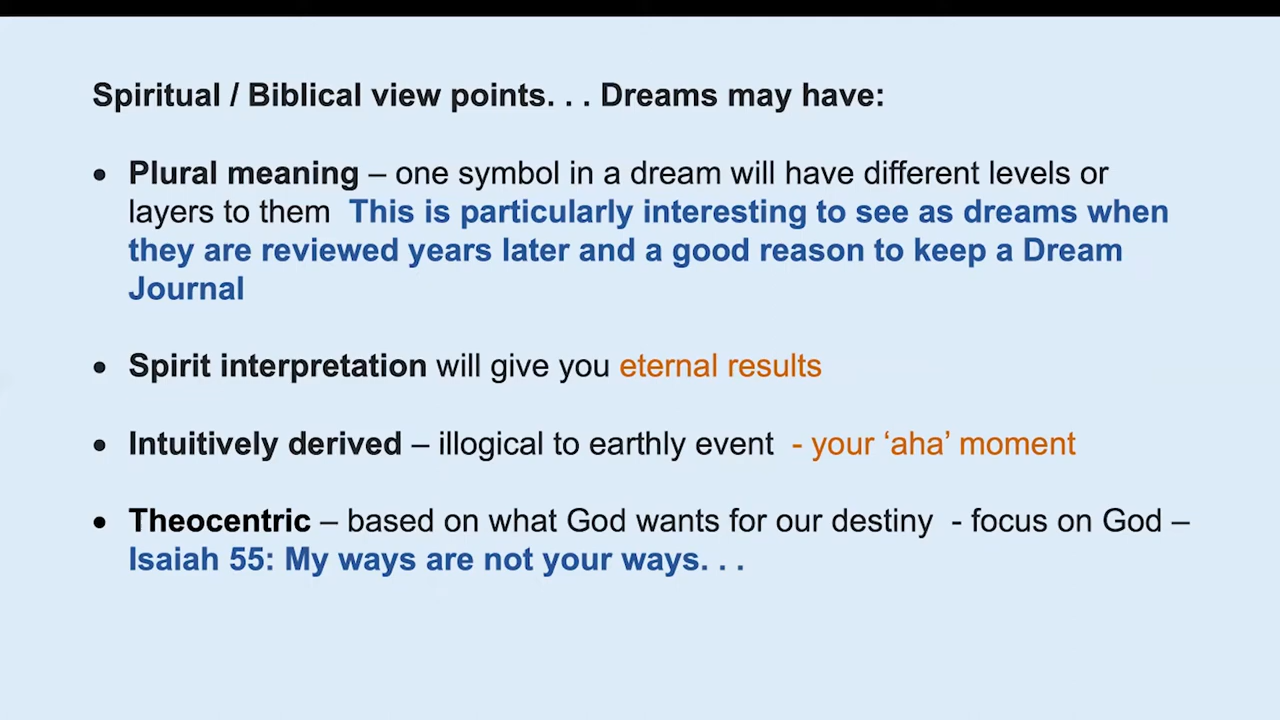 Spiritual / Biblical view points. . . Dreams may have:
• Plural meaning – one symbol in a dream will have different levels or
layers to them  This is particularly interesting to see as dreams when
they are reviewed years later and a good reason to keep a Dream
Journal
• Spirit interpretation will give you eternal results
• Intuitively derived – illogical to earthly event  - your ‘aha’ moment
• Theocentric – based on what God wants for our destiny  - focus on God –
Isaiah 55: My ways are not your ways. . .